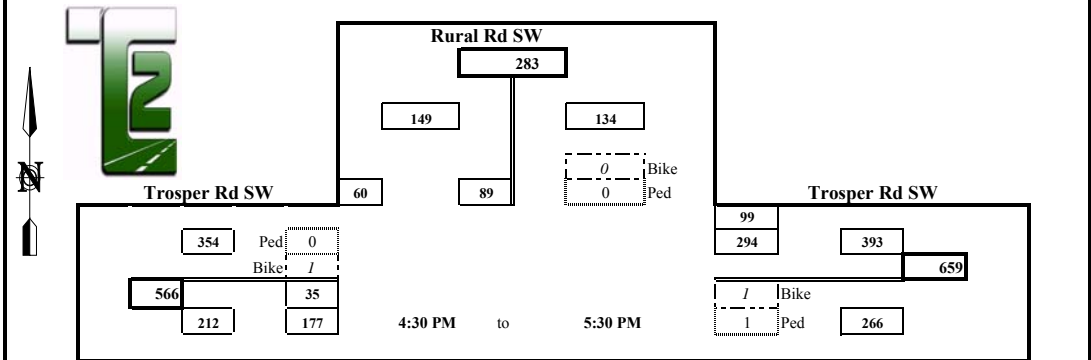 T2
Rural Rd SW
283
149
134
0 Bike
N
Trosper Rd SW
60
89
0 Ped
Trosper Rd SW
99
354
Ped 0
294
393
Bike 1
659
566
35
1 Bike
212
177
4:30 PM to 5:30 PM
1 Ped
266